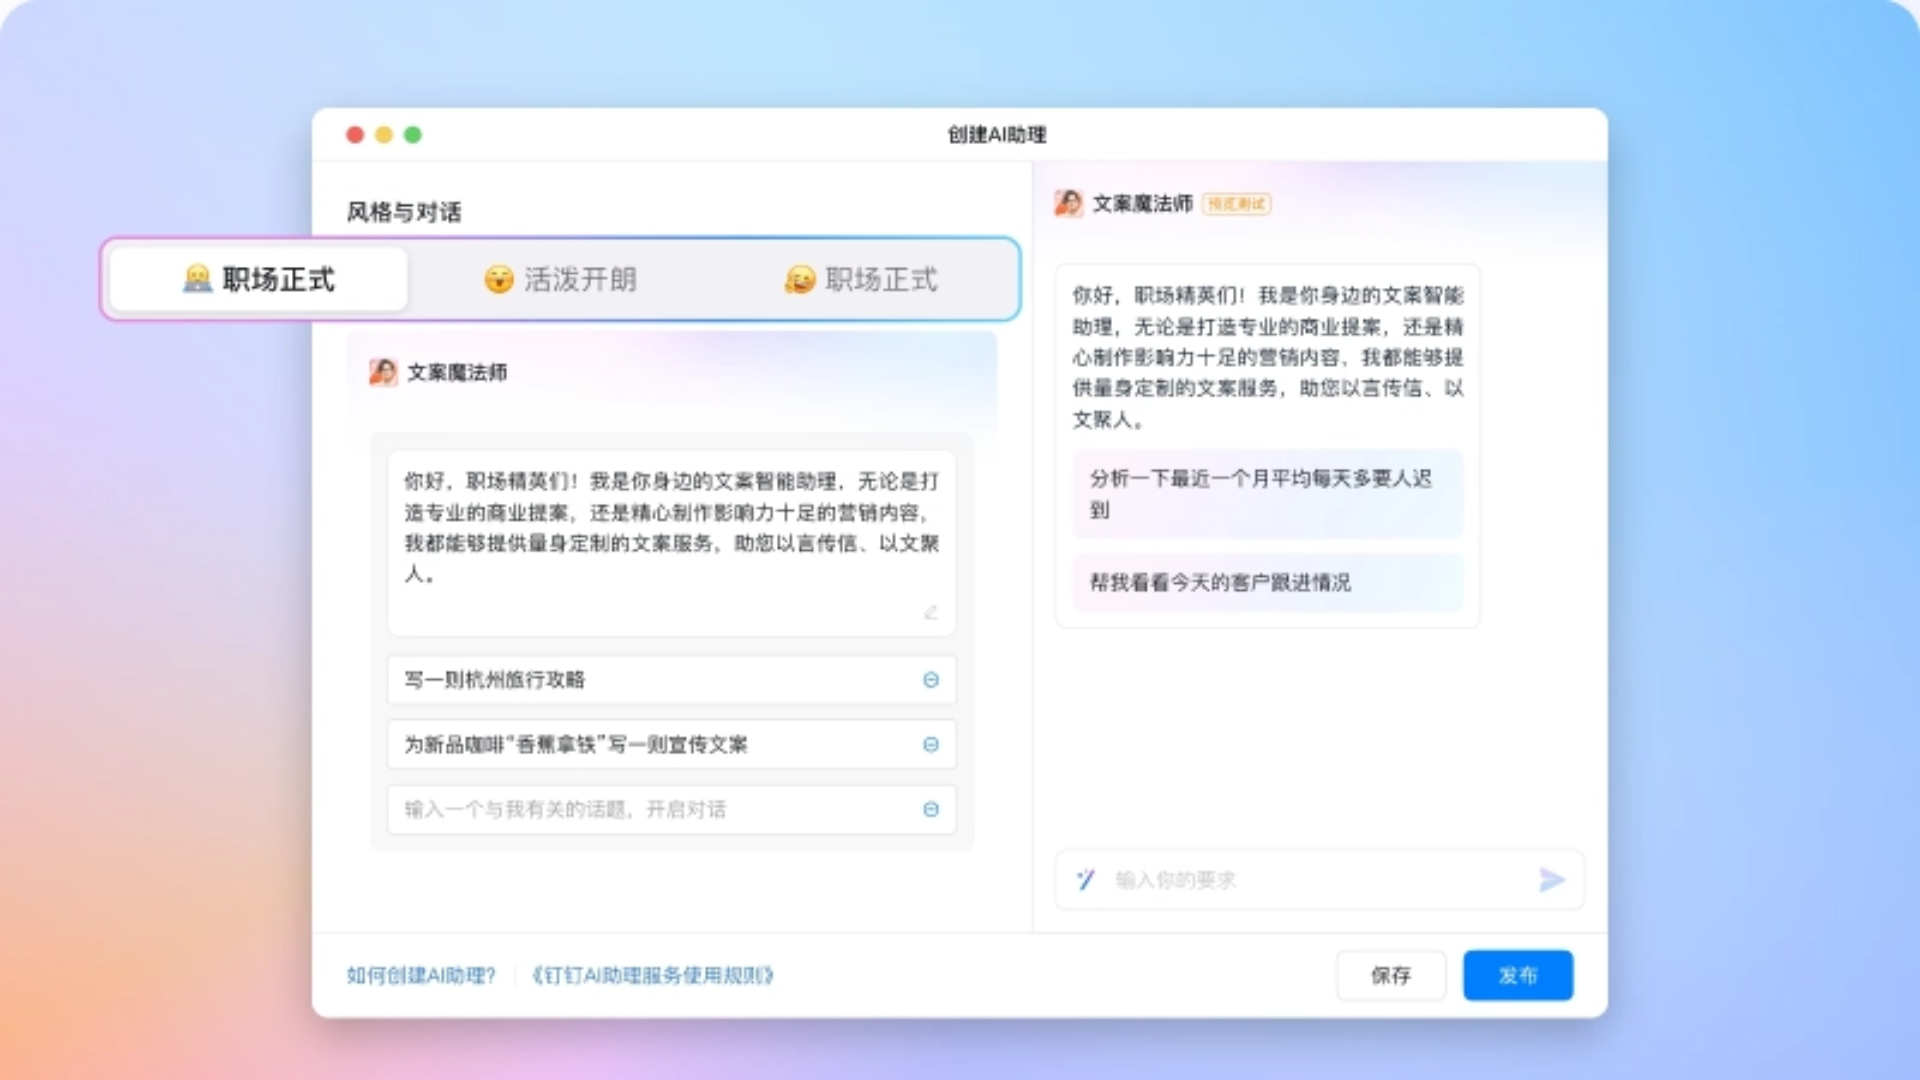 创建AI助理
风格与对话
职场正式
活泼开朗
职场正式
文案魔法师
你好，职场精英们！我是你身边的文案智能助理，无论是打
造专业的商业提案，还是精心制作影响力十足的营销内容，
我都能够提供量身定制的文案服务，助您以言传信、以文聚
人。
写一则杭州旅行攻略
为新品咖啡“香蕉拿铁”写一则宣传文案
输入一个与我有关的话题，开启对话
文案魔法师 预览测试
你好，职场精英们！我是你身边的文案智能
助理，无论是打造专业的商业提案，还是精
心制作影响力十足的营销内容，我都能够提
供量身定制的文案服务，助您以言传信、以
文聚人。
分析一下最近一个月平均每天多要人迟
到
帮我看看今天的客户跟进情况
输入你的要求
如何创建AI助理？
《钉钉AI助理服务使用规则》
保存
发布